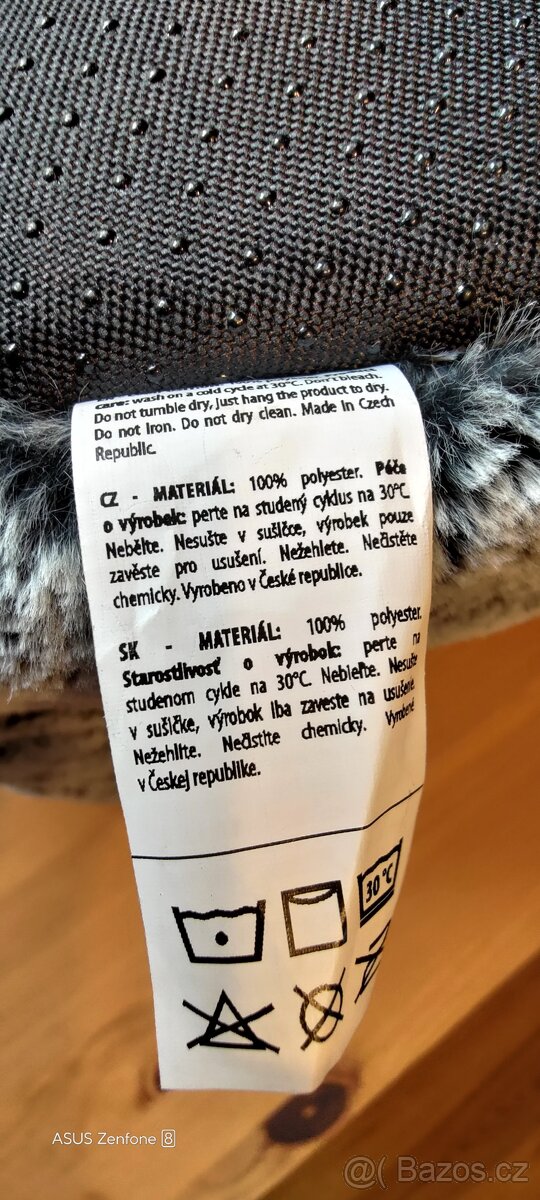 Care: wash on a cold cycle at 30°C. Don't bleach.
Do not tumble dry, just hang the product to dry.
Do not iron. Do not dry clean. Made in Czech
Republic.
CZ - MATERIÁL: 100% polyester. Péče
o výrobek: perte na studený cyklus na 30°C.
Nebělte. Nesušte v sušičce, výrobek pouze
zavěste pro usušení. Nežehlete. Nečistěte
chemicky. Vyrobeno v České republice.
SK - MATERIÁL: 100% polyester.
Starostlivosť o výrobok: perte na
studenom cykle na 30°C. Nebieľte. Nesušte
v sušičke, výrobok iba zaveste na usušenie.
Nežehlite. Nečistite chemicky. Vyrobené
v Českej republike.
30°C
ASUS Zenfone 8
@( Bazos.cz